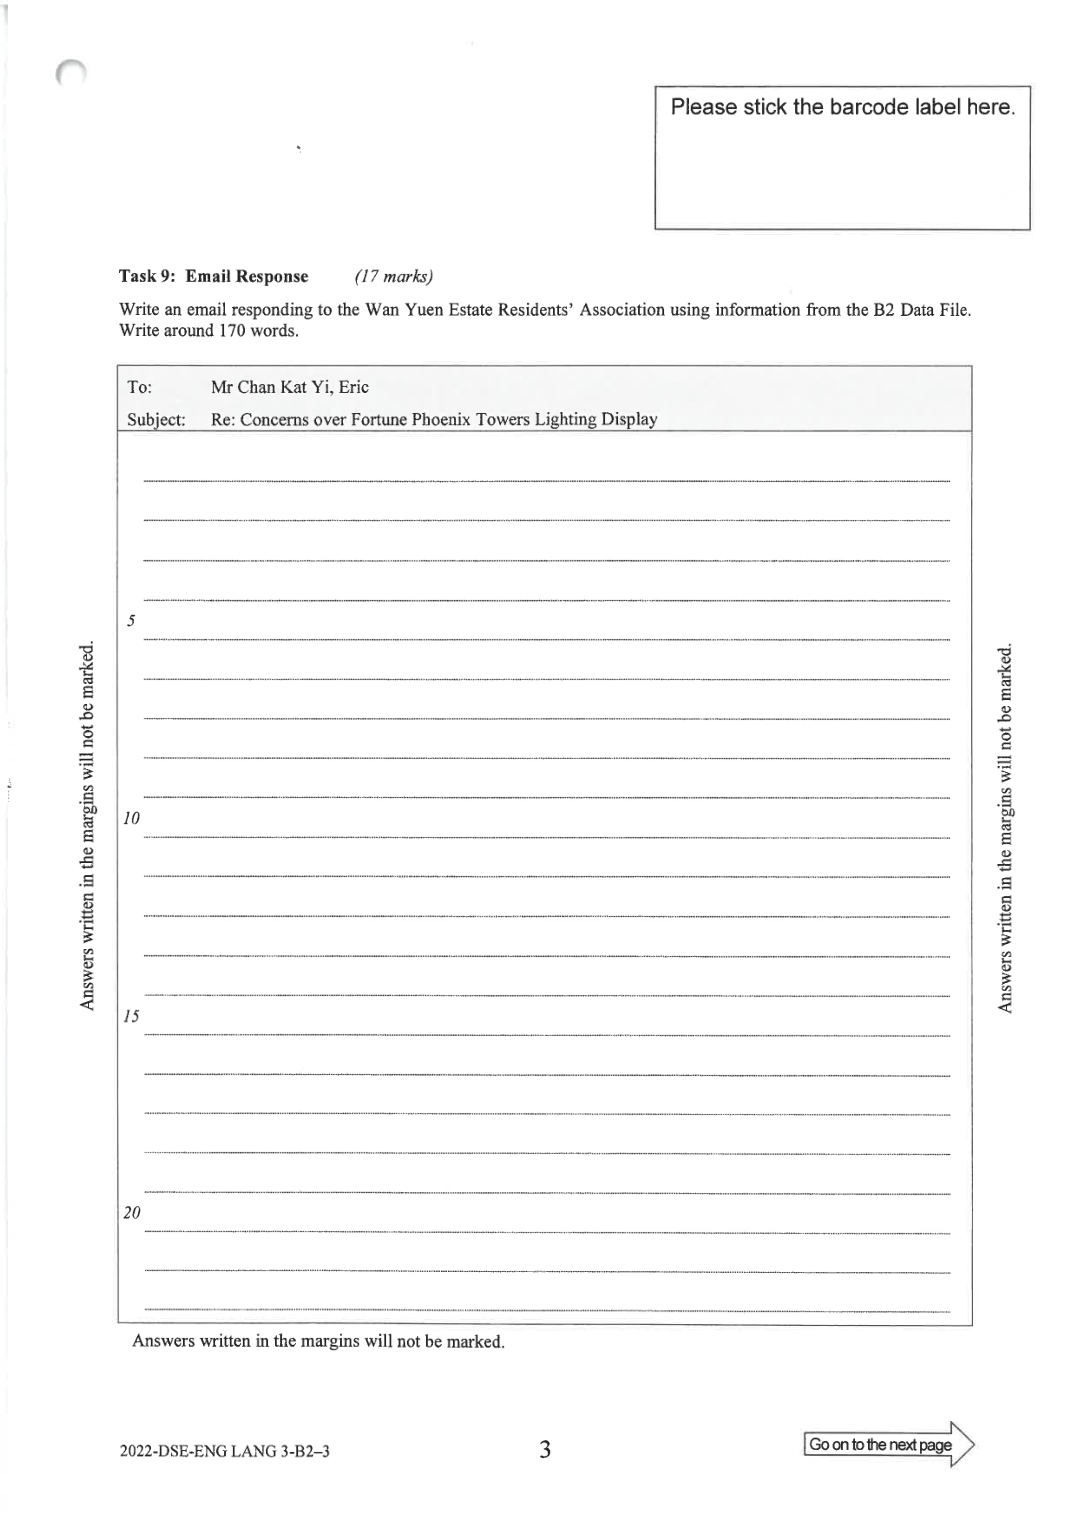 Please stick the barcode label here.
Task 9: Email Response (17 marks)
Write an email responding to the Wan Yuen Estate Residents' Association using information from the B2 Data File.
Write around 170 words.
To: Mr Chan Kat Yi, Eric
Subject: Re: Concerns over Fortune Phoenix Towers Lighting Display
5
10
15
20
Answers written in the margins will not be marked.
Answers written in the margins will not be marked.
Answers written in the margins will not be marked.
2022-DSE-ENG LANG 3-B2–3
3
Go on to the next page